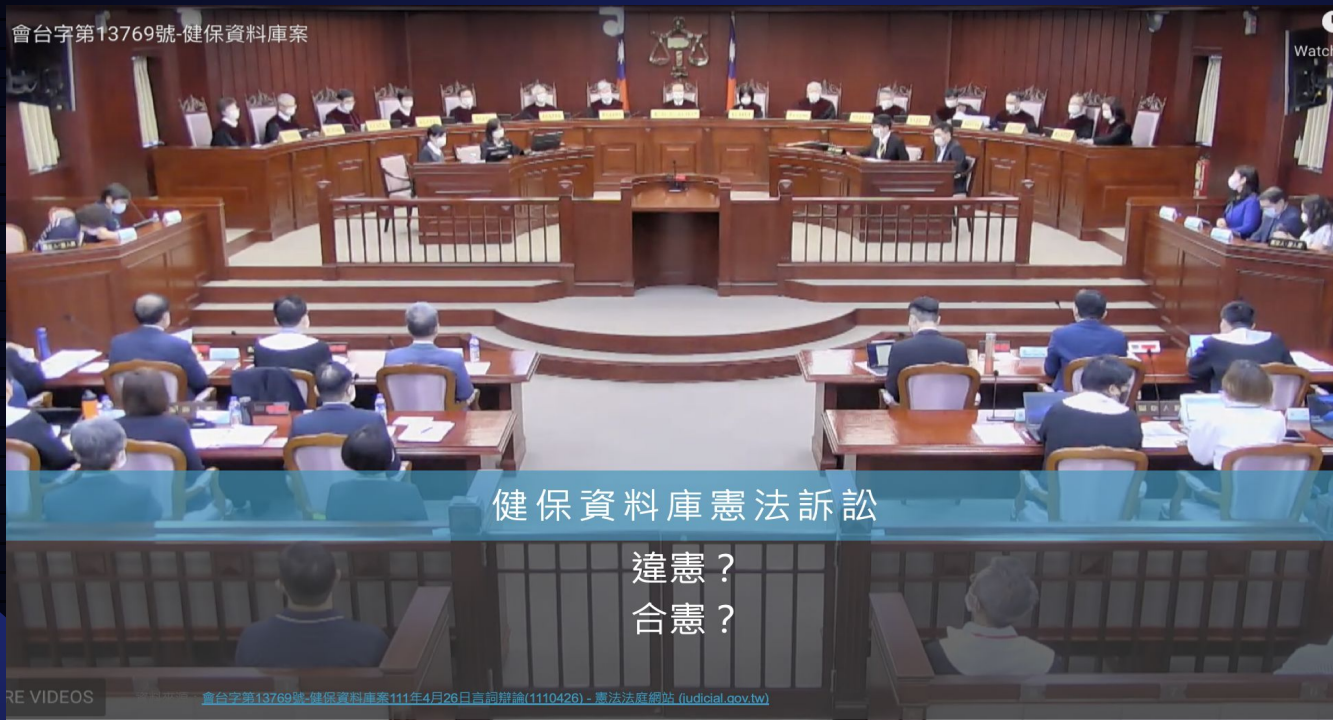 會台字第13769號-健保資料庫案
Watch
健保資料庫憲法訴訟
違憲？
合憲？
RE VIDEOS
會台字第13769號-健保資料庫案111年4月26日言詞辯論(1110426) - 憲法法庭網站 (judicial.gov.tw)